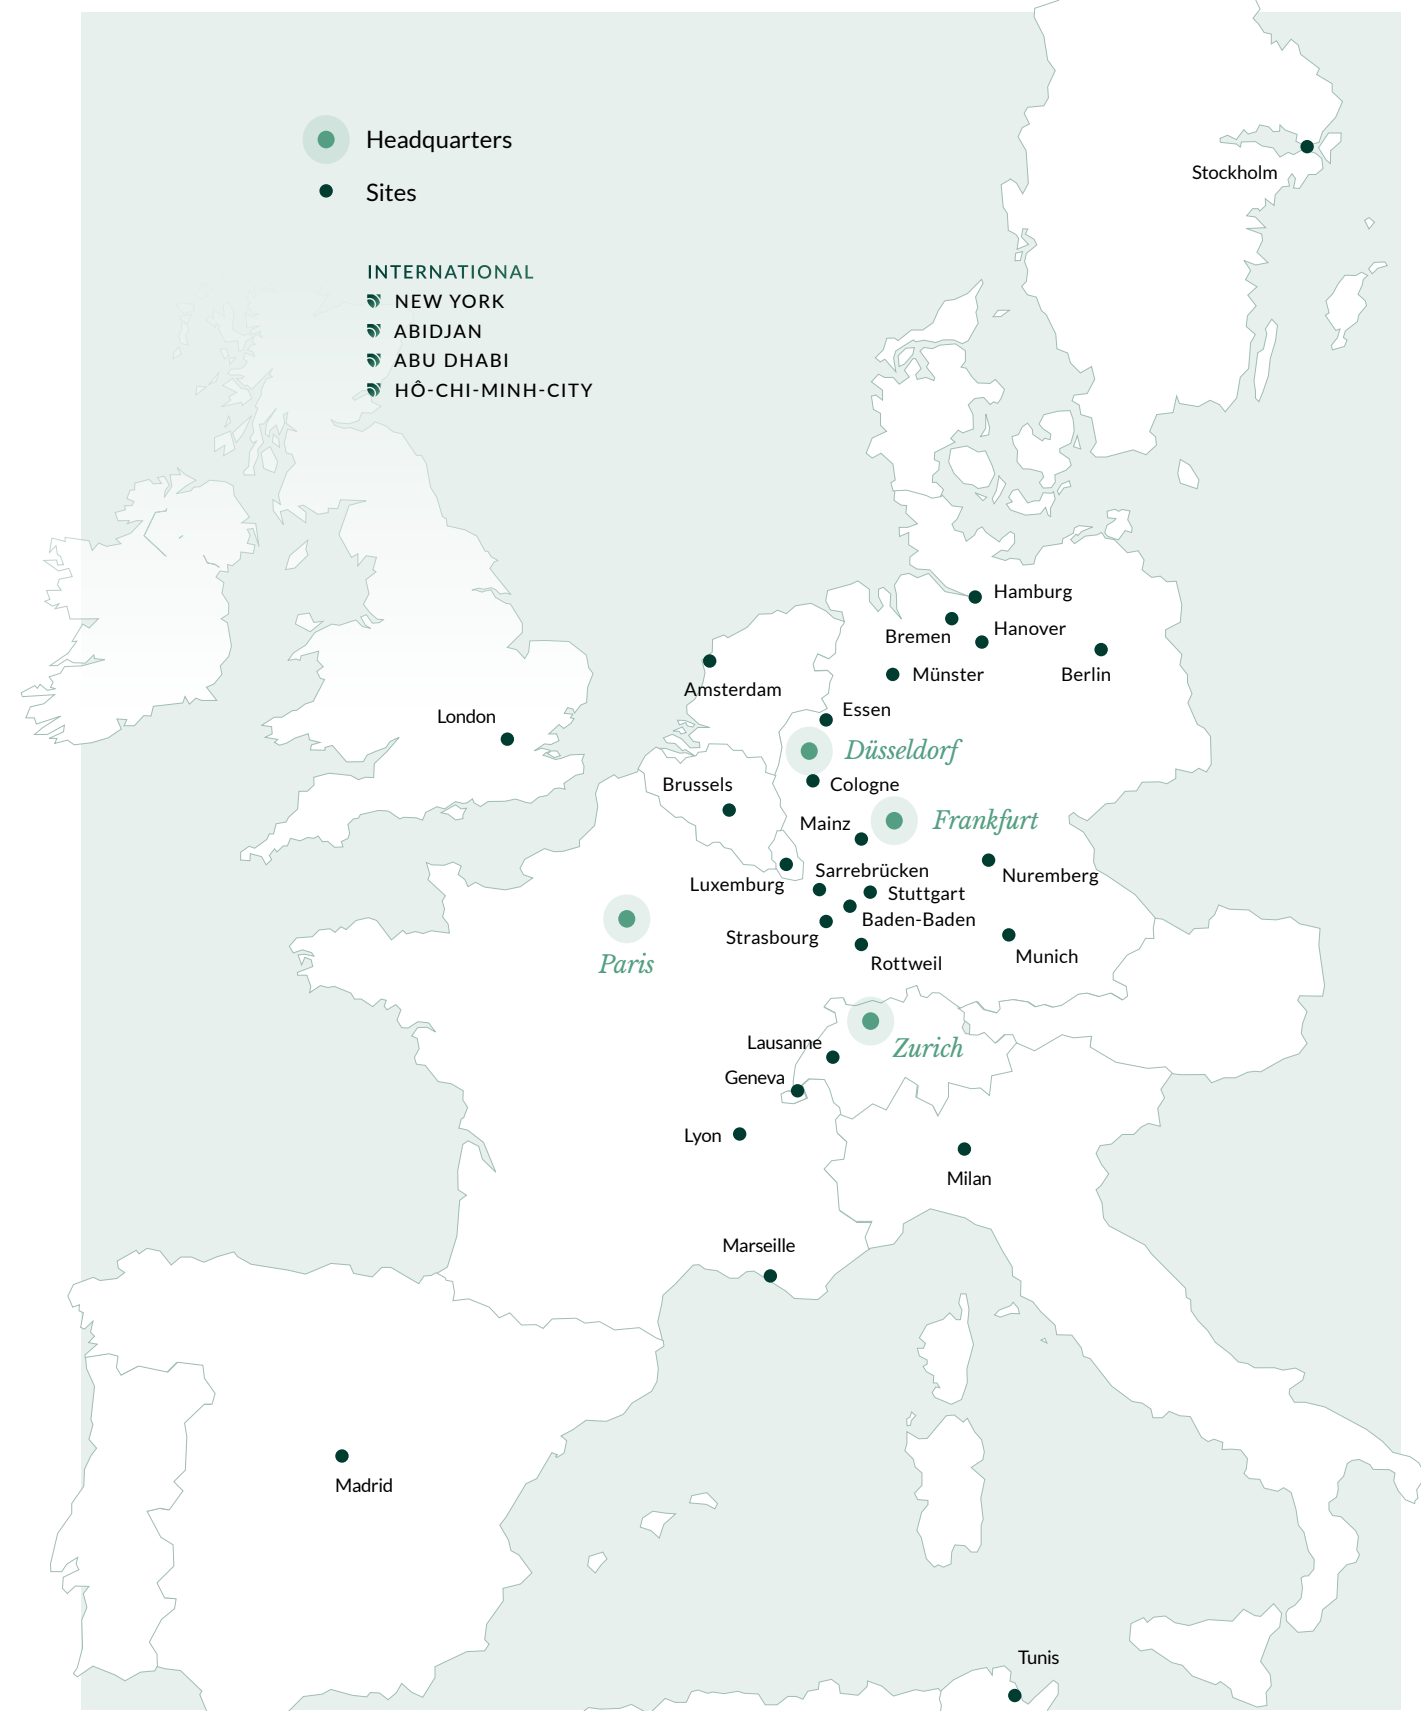 Headquarters
Sites
INTERNATIONAL
NEW YORK
ABIDJAN
ABU DHABI
HÔ-CHI-MINH-CITY
Stockholm
Hamburg
Hanover
Bremen
Berlin
Münster
Amsterdam
Essen
London
Düsseldorf
Brussels
Cologne
Frankfurt
Mainz
Sarrebrücken
Nuremberg
Luxemburg
Stuttgart
Baden-Baden
Strasbourg
Munich
Rottweil
Paris
Lausanne
Zurich
Geneva
Lyon
Milan
Marseille
Madrid
Tunis